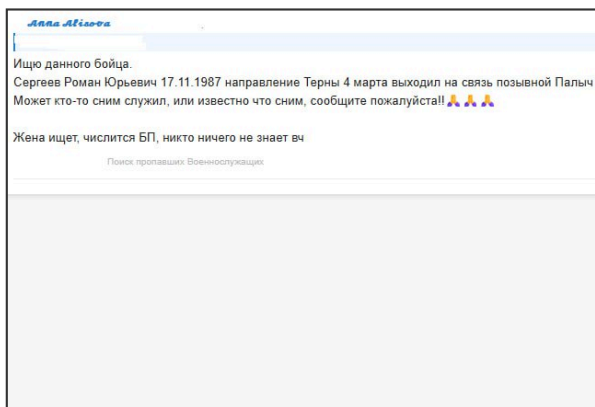 Anna Alisova
Ищю данного бойца.
Сергеев Роман Юрьевич 17.11.1987 направление Терны 4 марта выходил на связь позывной Палыч
Может кто-то сним служил, или известно что сним, сообщите пожалуйста!!🙏🙏🙏
Жена ищет, числится БП, никто ничего не знает вч
Поиск пропавших Военнослужащих